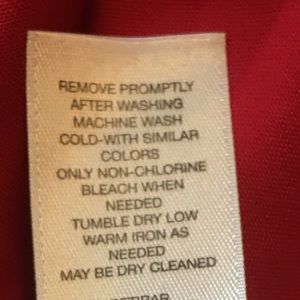 REMOVE PROMPTLY
AFTER WASHING
MACHINE WASH
COLD-WITH SIMILAR
COLORS
ONLY NON-CHLORINE
BLEACH WHEN
NEEDED
TUMBLE DRY LOW
WARM IRON AS
NEEDED
MAY BE DRY CLEANED